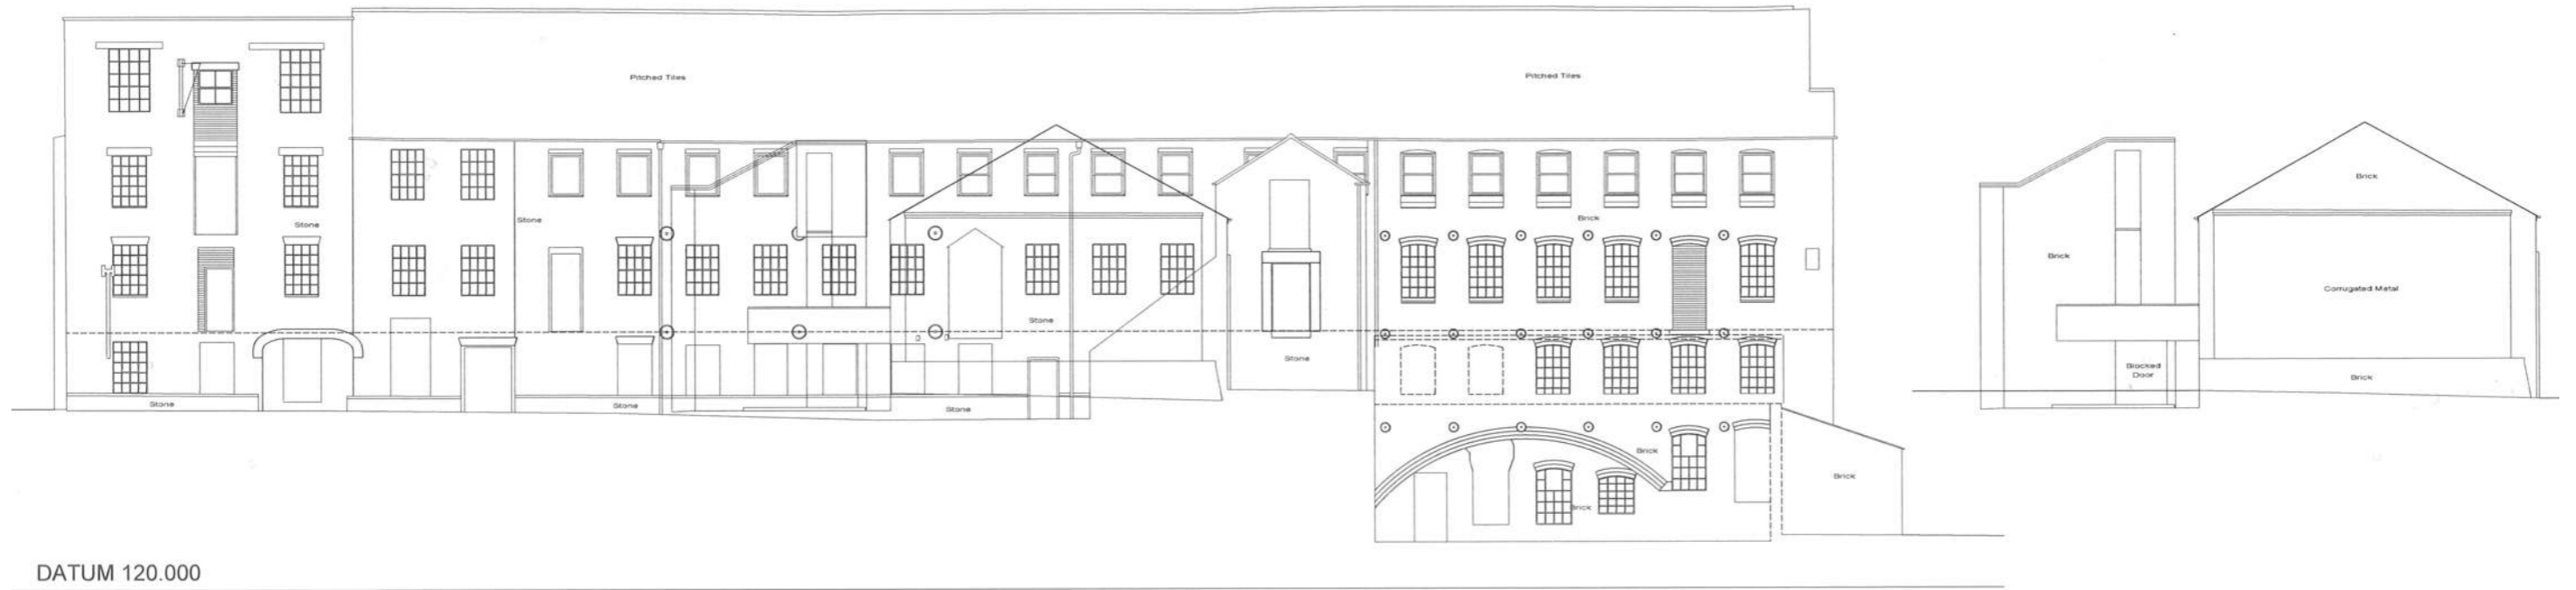 Pitched Tiles
Pitched Tiles
Brick
Stone
Stone
Brick
Brick
Corrugated Metal
Stone
Stone
Blocked
Door
Brick
Stone
Stone
Stone
Brick
Brick
Brick
DATUM 120.000